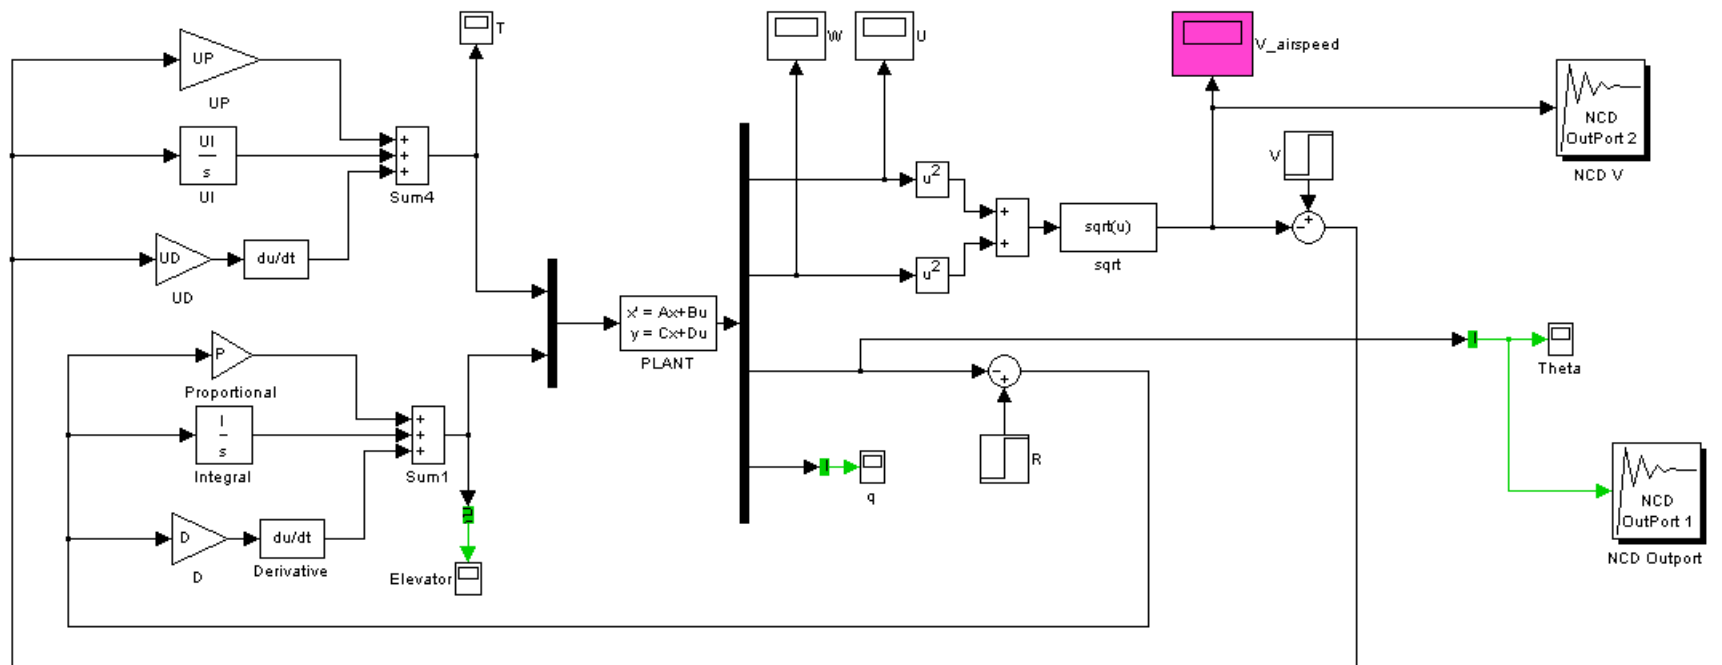 T
W
U
V_airspeed
UP
UP
NCD
OutPort 2
NCD V
V
UI
s
UI
+
+
+
Sum4
u2
u2
+
+
sqrt(u)
sqrt
+
−
UD
UD
du/dt
x' = Ax+Bu
y = Cx+Du
PLANT
P
Proportional
I
s
Integral
+
+
+
Sum1
D
D
du/dt
Derivative
Elevator
−
+
R
q
Theta
NCD
OutPort 1
NCD Outport